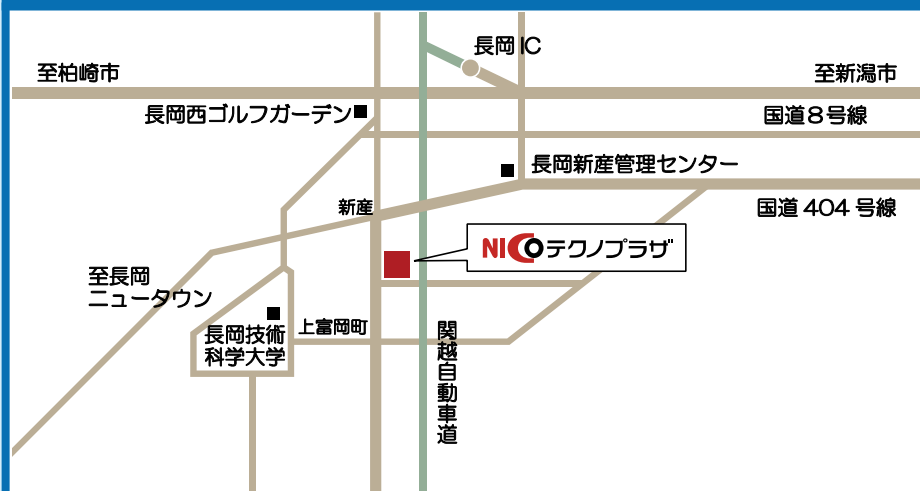 長岡IC
至柏崎市
至新潟市
長岡西ゴルフガーデン
国道8号線
長岡新産管理センター
新産
国道404号線
NICOテクノプラザ
至長岡
ニュータウン
上富岡町
長岡技術
科学大学
関越自動車道